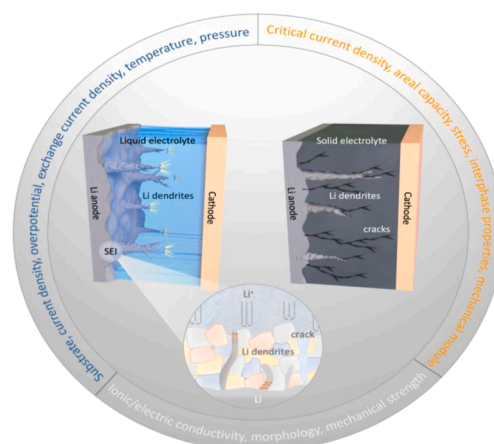 Substrate, current density, overpotential, exchange current density, temperature, pressure
Critical current density, areal capacity, stress, interphase properties, mechanical module
Liquid electrolyte
Li anode
Li dendrites
SEI
Cathode
Solid electrolyte
Li anode
Li dendrites
cracks
Cathode
Li⁺
crack
Li dendrites
Li
Ionic/electric conductivity, morphology, mechanical strength